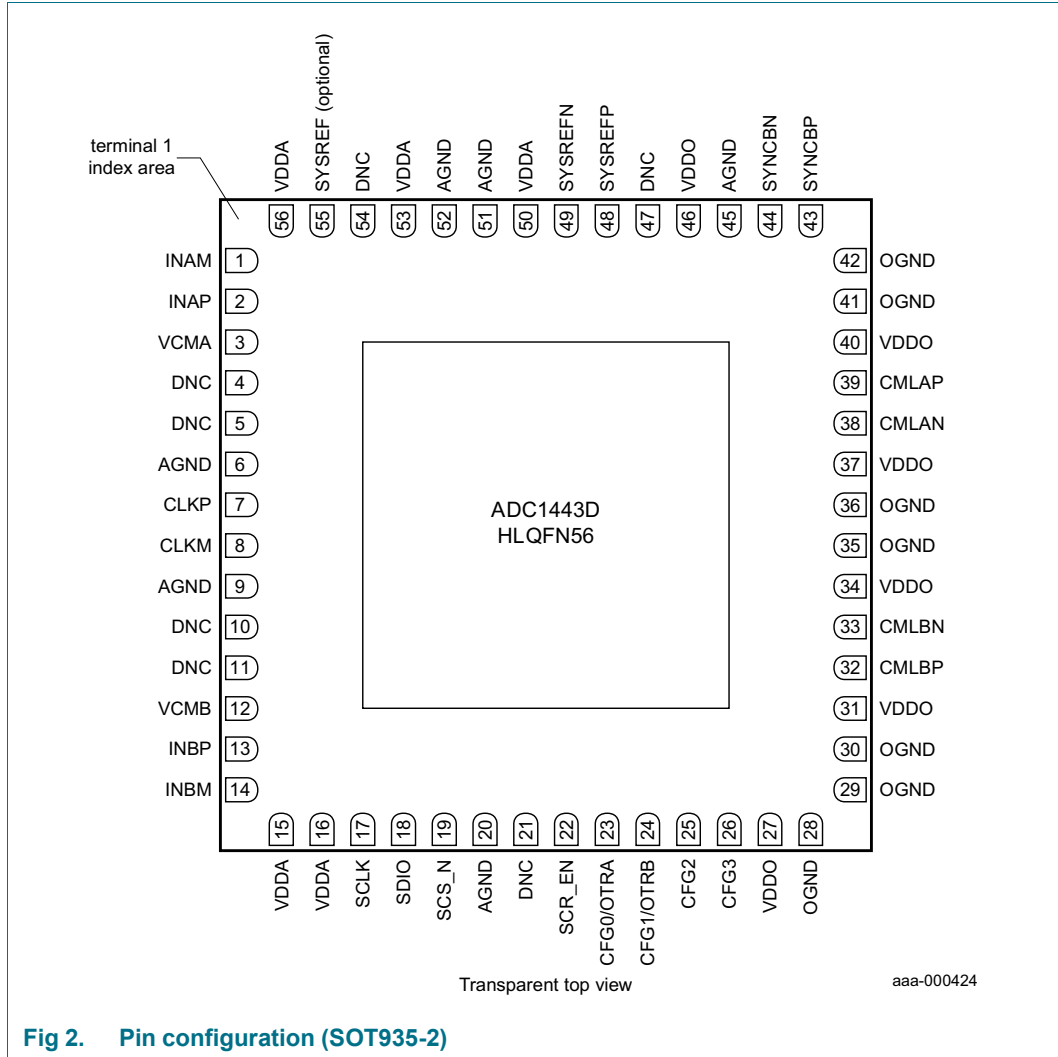 terminal 1
index area
VDDA
SYSREF (optional)
DNC
VDDA
AGND
AGND
VDDA
SYSREFN
SYSREFP
DNC
VDDO
AGND
SYNCBN
SYNCBP
56
55
54
53
52
51
50
49
48
47
46
45
44
43
INAM 1
INAP 2
VCMA 3
DNC 4
DNC 5
AGND 6
CLKP 7
CLKM 8
AGND 9
DNC 10
DNC 11
VCMB 12
INBP 13
INBM 14
ADC1443D
HLQFN56
42 OGND
41 OGND
40 VDDO
39 CMLAP
38 CMLAN
37 VDDO
36 OGND
35 OGND
34 VDDO
33 CMLBN
32 CMLBP
31 VDDO
30 OGND
29 OGND
15
16
17
18
19
20
21
22
23
24
25
26
27
28
VDDA
VDDA
SCLK
SDIO
SCS_N
AGND
DNC
SCR_EN
CFG0/OTRA
CFG1/OTRB
CFG2
CFG3
VDDO
OGND
Transparent top view
aaa-000424
Fig 2. Pin configuration (SOT935-2)